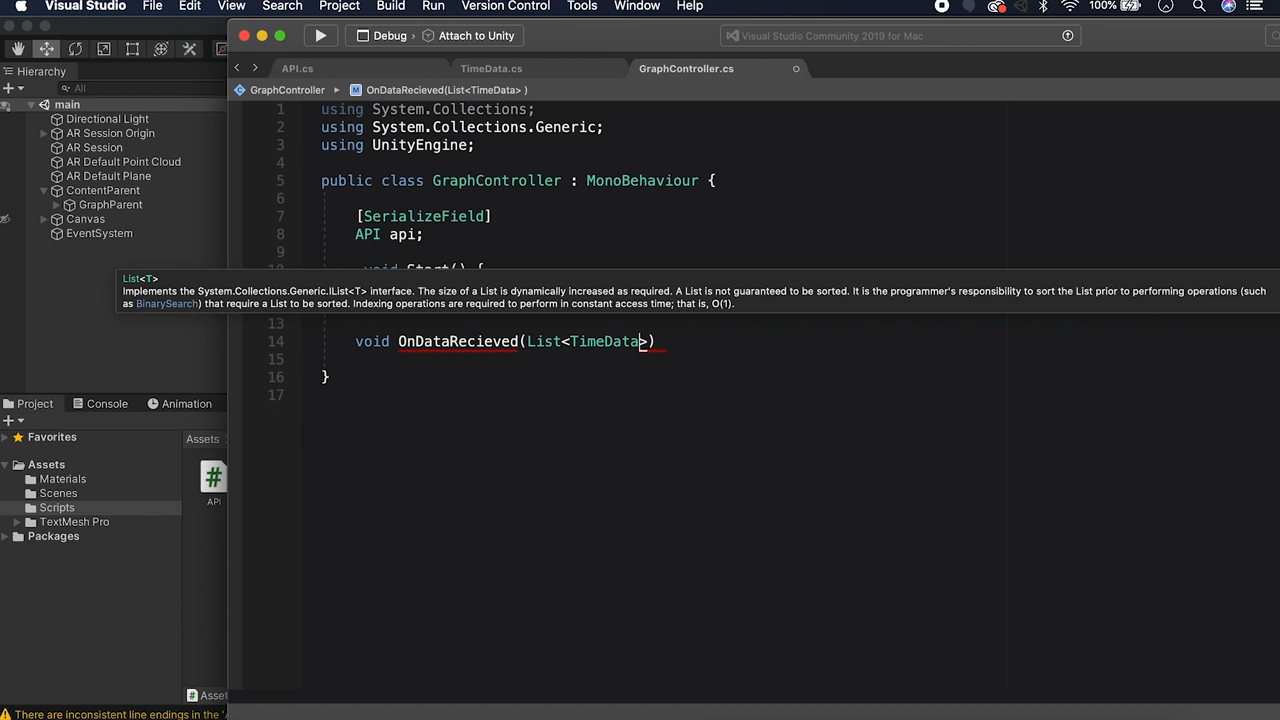 Visual Studio File Edit View Search Project Build Run Version Control Tools Window Help 100%
Debug › Attach to Unity Visual Studio Community 2019 for Mac
API.cs TimeData.cs GraphController.cs
GraphController ▸ M OnDataRecieved(List<TimeData> )
Hierarchy
+ All
main
Directional Light
AR Session Origin
AR Session
AR Default Point Cloud
AR Default Plane
ContentParent
GraphParent
Canvas
EventSystem
1 using System.Collections;
2 using System.Collections.Generic;
3 using UnityEngine;
4
5 public class GraphController : MonoBehaviour {
6
7 [SerializeField]
8 API api;
9
void Start() {
List<T>
Implements the System.Collections.Generic.IList<T> interface. The size of a List is dynamically increased as required. A List is not guaranteed to be sorted. It is the programmer's responsibility to sort the List prior to performing operations (such
as BinarySearch) that require a List to be sorted. Indexing operations are required to perform in constant access time; that is, O(1).
13
14 void OnDataRecieved(List<TimeData>)
15
16 }
17
Project Console Animation
+
Favorites
Assets
Materials
Scenes
Scripts
TextMesh Pro
Packages
Assets
#
API
Asset
There are inconsistent line endings in the '